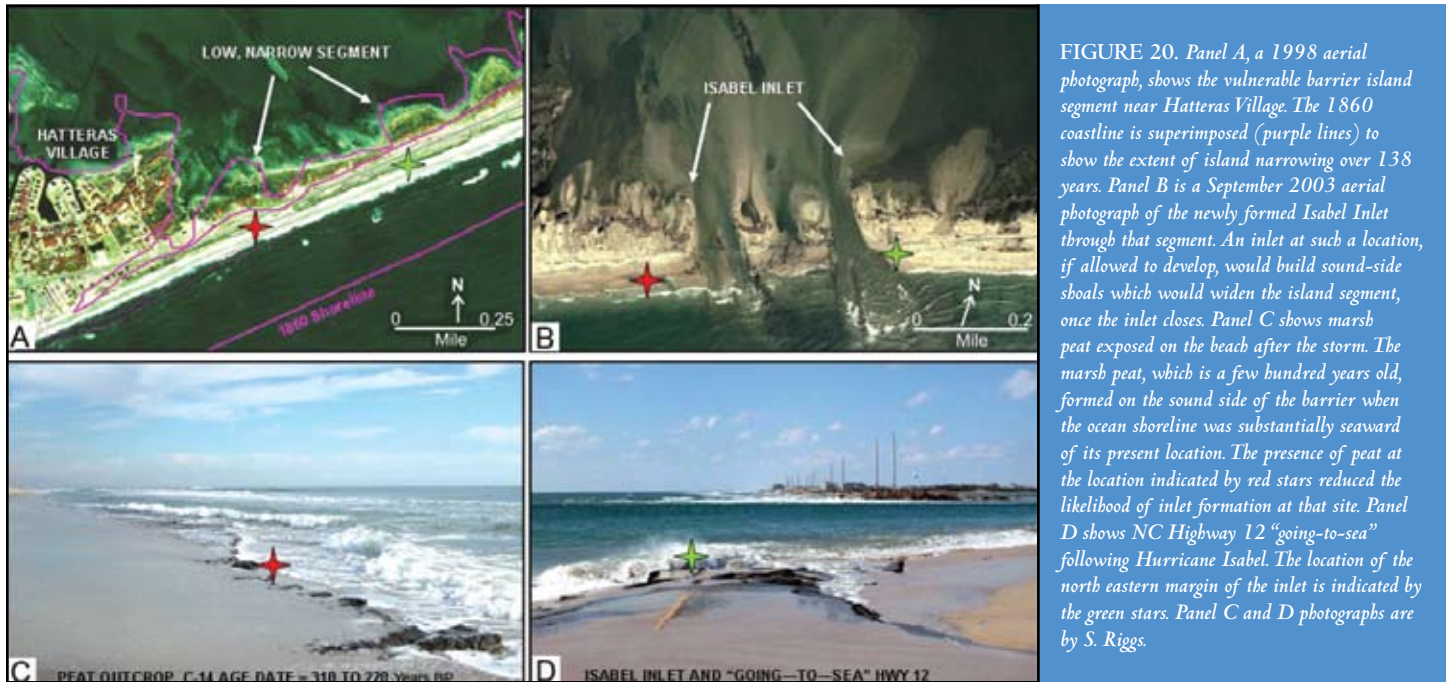 LOW, NARROW SEGMENT
HATTERAS
VILLAGE
1860 Shoreline
N
0 0.25
Mile
A
ISABEL INLET
N
0 0.2
Mile
B
C
PEAT OUTCROP, C-14 AGE DATE = 310 TO 220 Years BP
D
ISABEL INLET AND “GOING—TO—SEA” HWY 12
FIGURE 20. Panel A, a 1998 aerial
photograph, shows the vulnerable barrier island
segment near Hatteras Village. The 1860
coastline is superimposed (purple lines) to
show the extent of island narrowing over 138
years. Panel B is a September 2003 aerial
photograph of the newly formed Isabel Inlet
through that segment. An inlet at such a location,
if allowed to develop, would build sound-side
shoals which would widen the island segment,
once the inlet closes. Panel C shows marsh
peat exposed on the beach after the storm. The
marsh peat, which is a few hundred years old,
formed on the sound side of the barrier when
the ocean shoreline was substantially seaward
of its present location. The presence of peat at
the location indicated by red stars reduced the
likelihood of inlet formation at that site. Panel
D shows NC Highway 12 “going-to-sea”
following Hurricane Isabel. The location of the
north eastern margin of the inlet is indicated by
the green stars. Panel C and D photographs are
by S. Riggs.